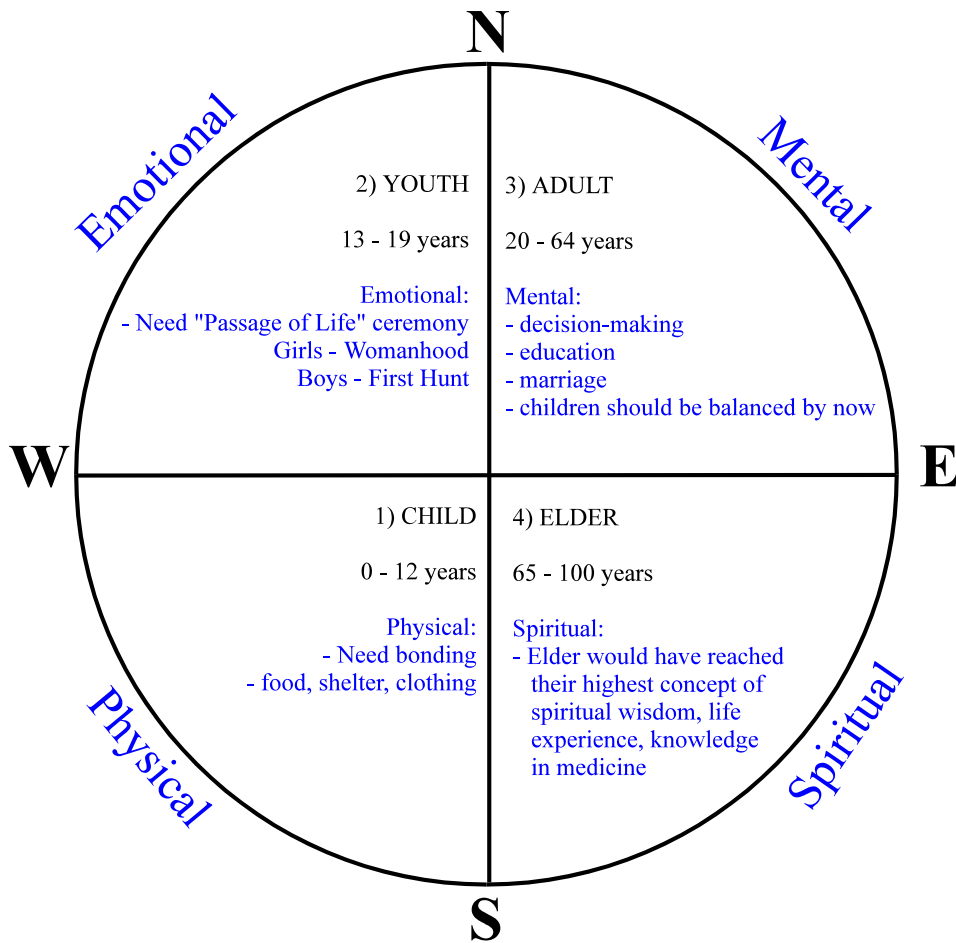 N
Emotional
Mental
2) YOUTH
13 - 19 years
Emotional:
- Need "Passage of Life" ceremony
Girls - Womanhood
Boys - First Hunt
3) ADULT
20 - 64 years
Mental:
- decision-making
- education
- marriage
- children should be balanced by now
W
E
1) CHILD
0 - 12 years
Physical:
- Need bonding
- food, shelter, clothing
4) ELDER
65 - 100 years
Spiritual:
- Elder would have reached
their highest concept of
spiritual wisdom, life
experience, knowledge
in medicine
Physical
Spiritual
S